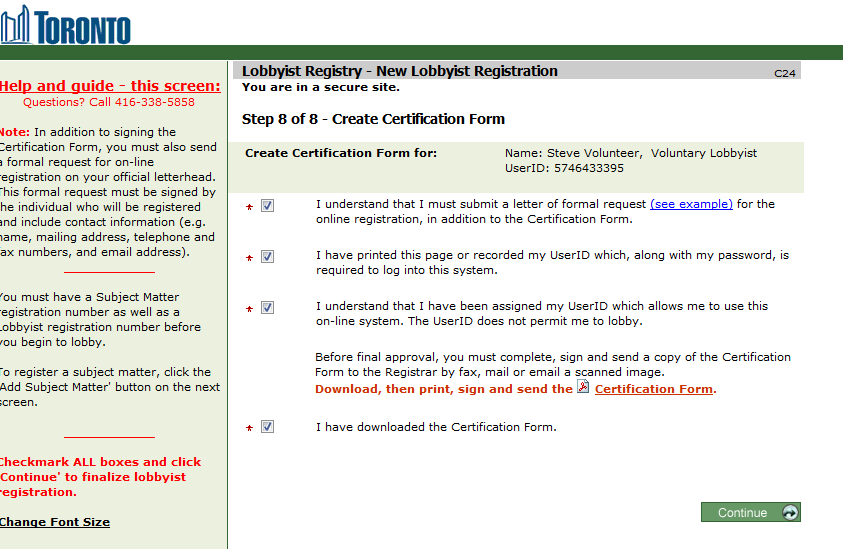 TORONTO
Help and guide - this screen:
Questions? Call 416-338-5858
Note: In addition to signing the
Certification Form, you must also send
a formal request for on-line
registration on your official letterhead.
This formal request must be signed by
the individual who will be registered
and include contact information (e.g.
name, mailing address, telephone and
fax numbers, and email address).
You must have a Subject Matter
registration number as well as a
Lobbyist registration number before
you begin to lobby.
To register a subject matter, click the
'Add Subject Matter' button on the next
screen.
Checkmark ALL boxes and click
'Continue' to finalize lobbyist
registration.
Change Font Size
Lobbyist Registry - New Lobbyist Registration
C24
You are in a secure site.
Step 8 of 8 - Create Certification Form
Create Certification Form for:
Name: Steve Volunteer, Voluntary Lobbyist
UserID: 5746433395
* I understand that I must submit a letter of formal request (see example) for the
online registration, in addition to the Certification Form.
* I have printed this page or recorded my UserID which, along with my password, is
required to log into this system.
* I understand that I have been assigned my UserID which allows me to use this
on-line system. The UserID does not permit me to lobby.
Before final approval, you must complete, sign and send a copy of the Certification
Form to the Registrar by fax, mail or email a scanned image.
Download, then print, sign and send the Certification Form.
* I have downloaded the Certification Form.
Continue